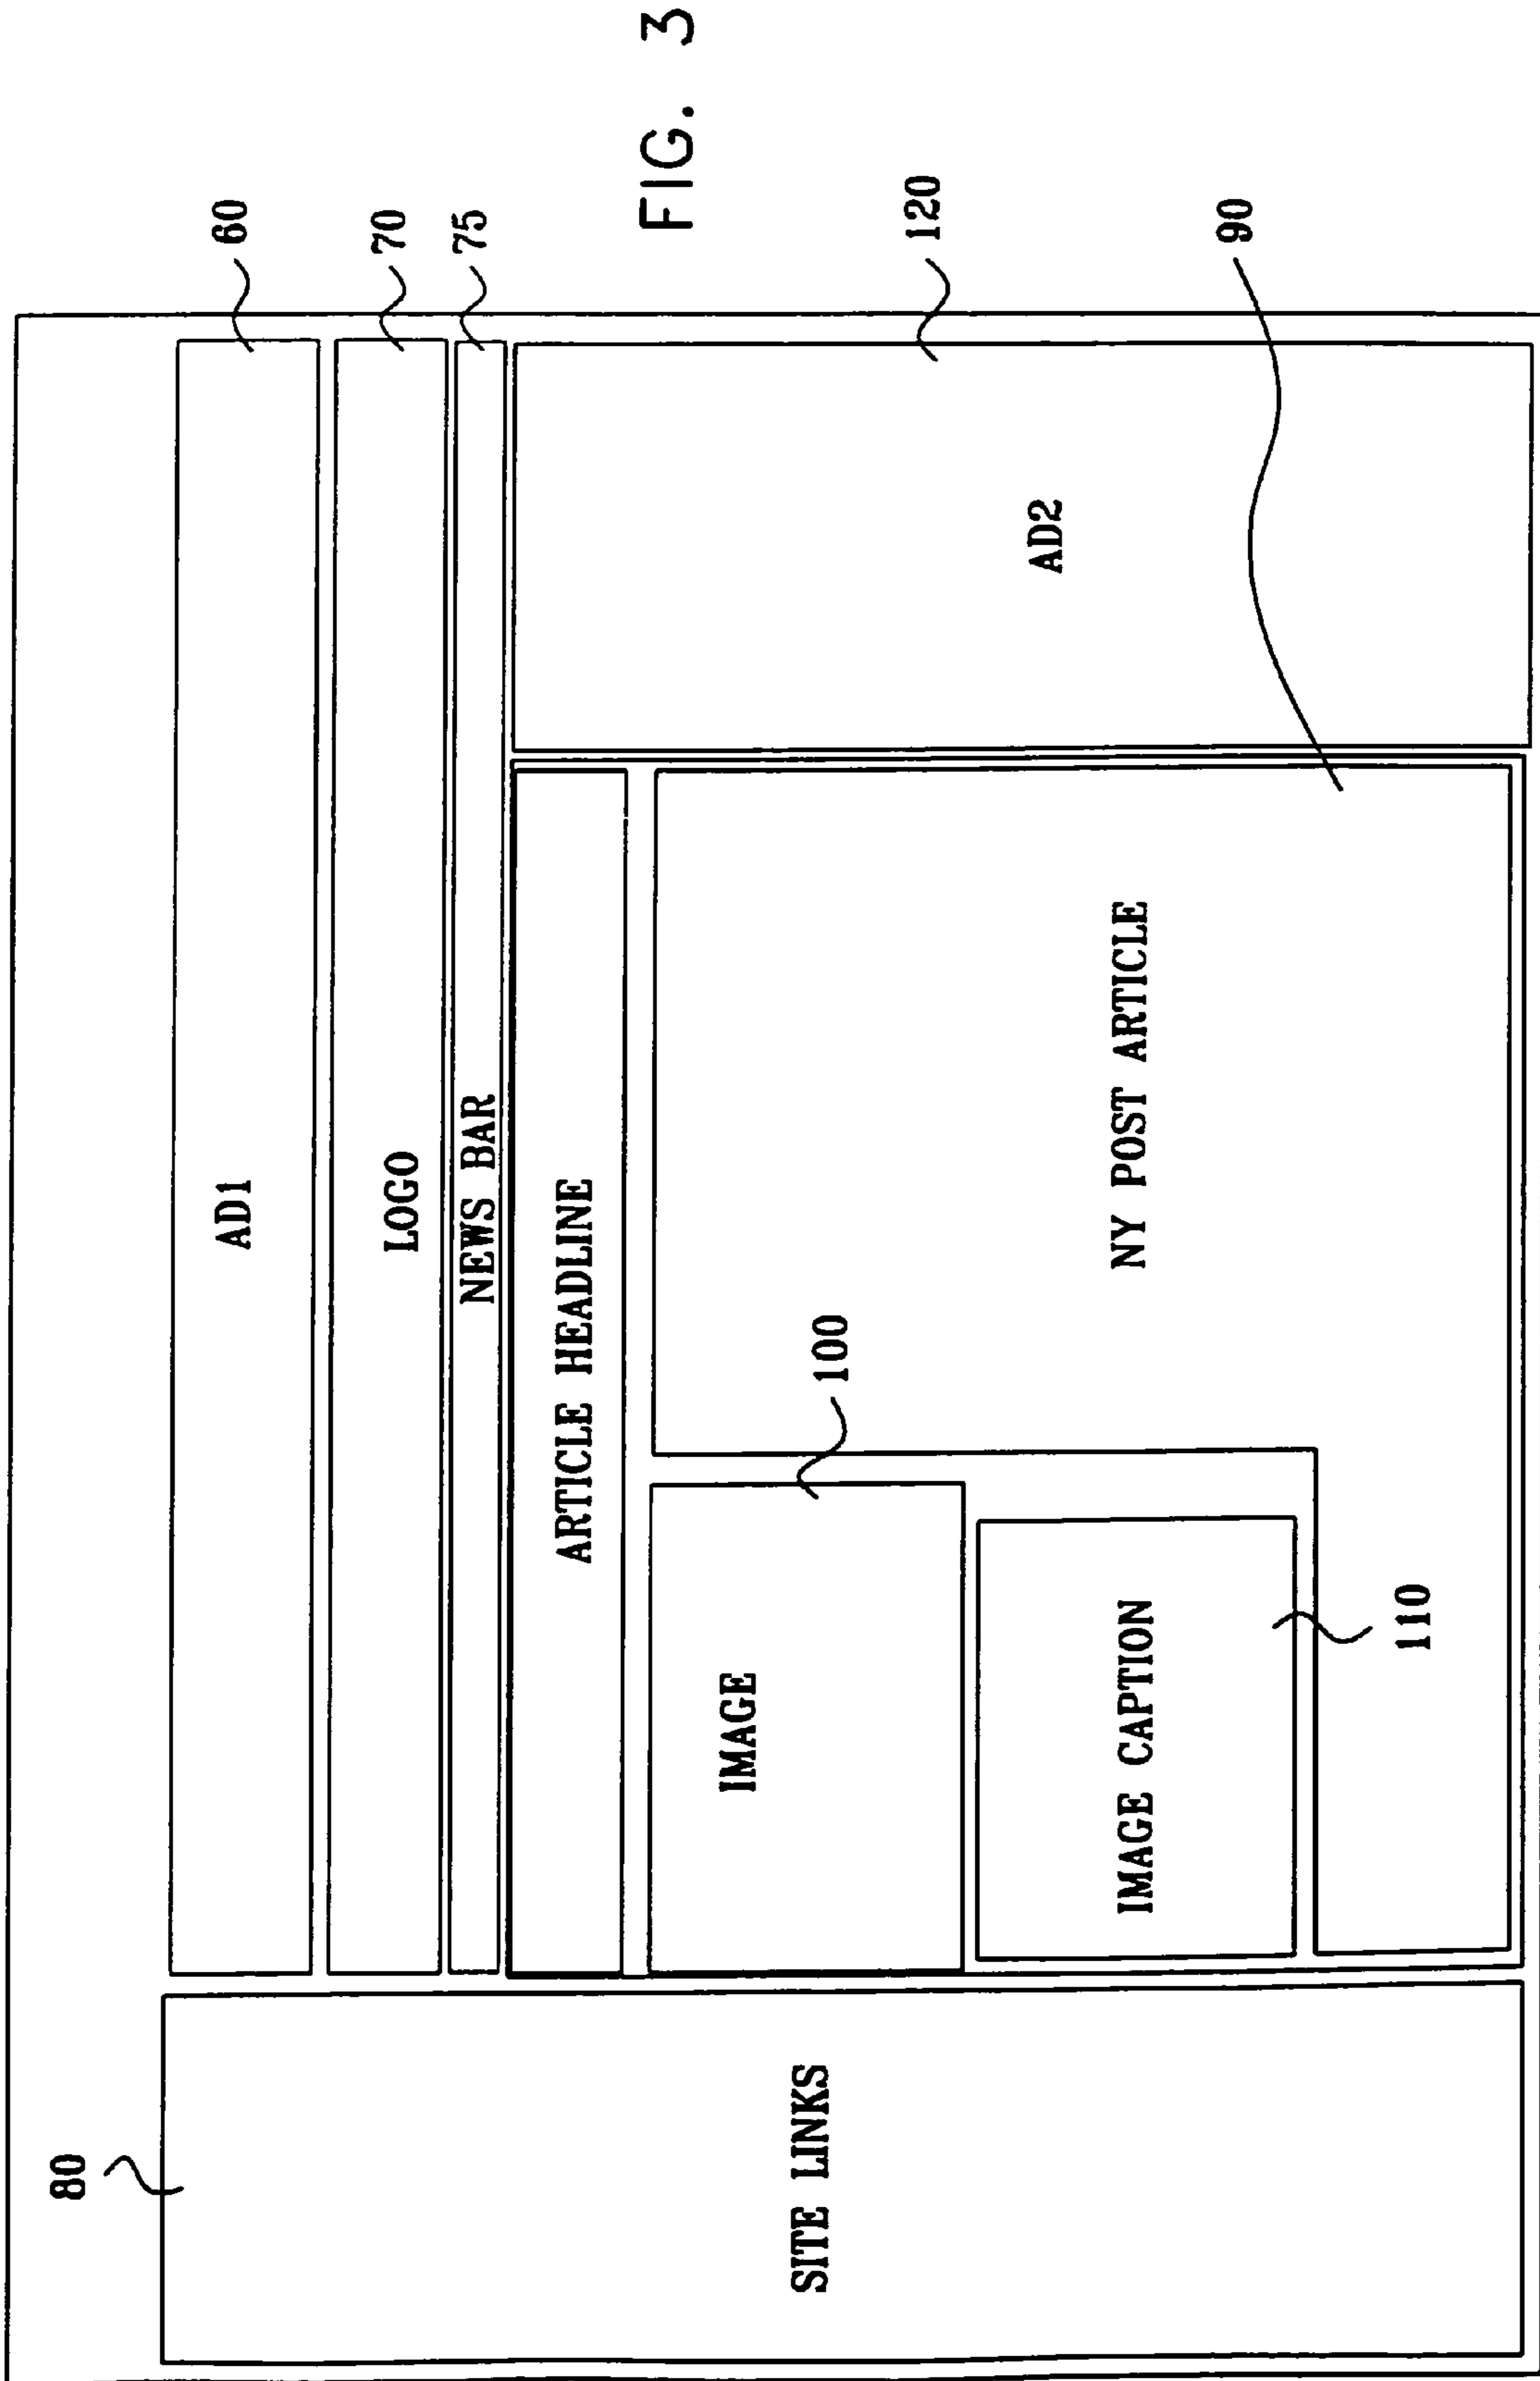 80
SITE LINKS
AD1
60
LOGO
70
NEWS BAR
75
ARTICLE HEADLINE
IMAGE
100
IMAGE CAPTION
110
NY POST ARTICLE
90
AD2
120
FIG. 3